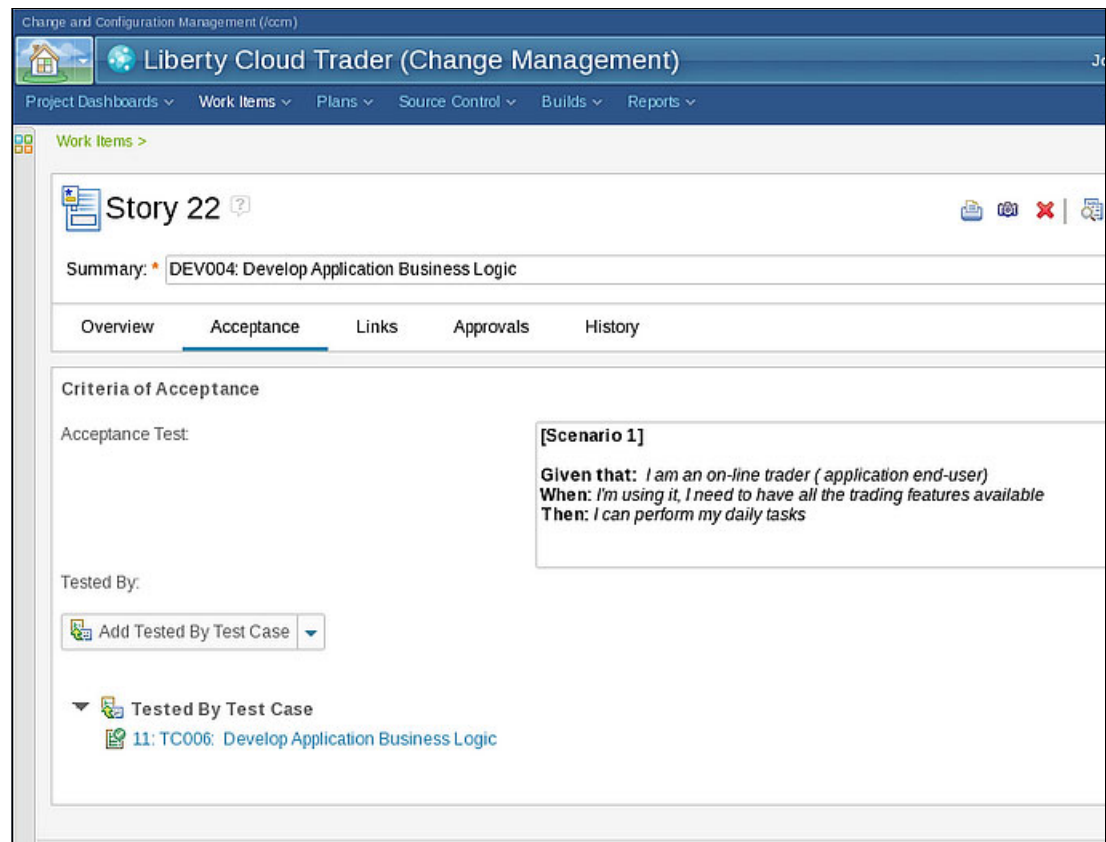 Change and Configuration Management (/ccm)
Liberty Cloud Trader (Change Management)
Project Dashboards Work Items Plans Source Control Builds Reports
Work Items >
Story 22 ?
Summary: * DEV004: Develop Application Business Logic
Overview Acceptance Links Approvals History
Criteria of Acceptance
Acceptance Test:
[Scenario 1]
Given that: I am an on-line trader ( application end-user)
When: I'm using it, I need to have all the trading features available
Then: I can perform my daily tasks
Tested By:
Add Tested By Test Case
Tested By Test Case
11: TC006: Develop Application Business Logic